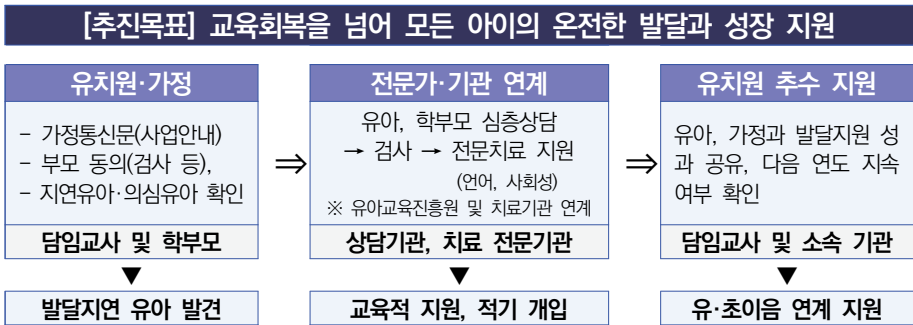 [추진목표] 교육회복을 넘어 모든 아이의 온전한 발달과 성장 지원
유치원·가정
- 가정통신문(사업안내)
- 부모 동의(검사 등),
- 지연유아·의심유아 확인
담임교사 및 학부모
▼
발달지연 유아 발견
⇒
전문가·기관 연계
유아, 학부모 심층상담
→ 검사 → 전문치료 지원
(언어, 사회성)
※ 유아교육진흥원 및 치료기관 연계
상담기관, 치료 전문기관
▼
교육적 지원, 적기 개입
⇒
유치원 추수 지원
유아, 가정과 발달지원 성
과 공유, 다음 연도 지속
여부 확인
담임교사 및 소속 기관
▼
유·초이음 연계 지원